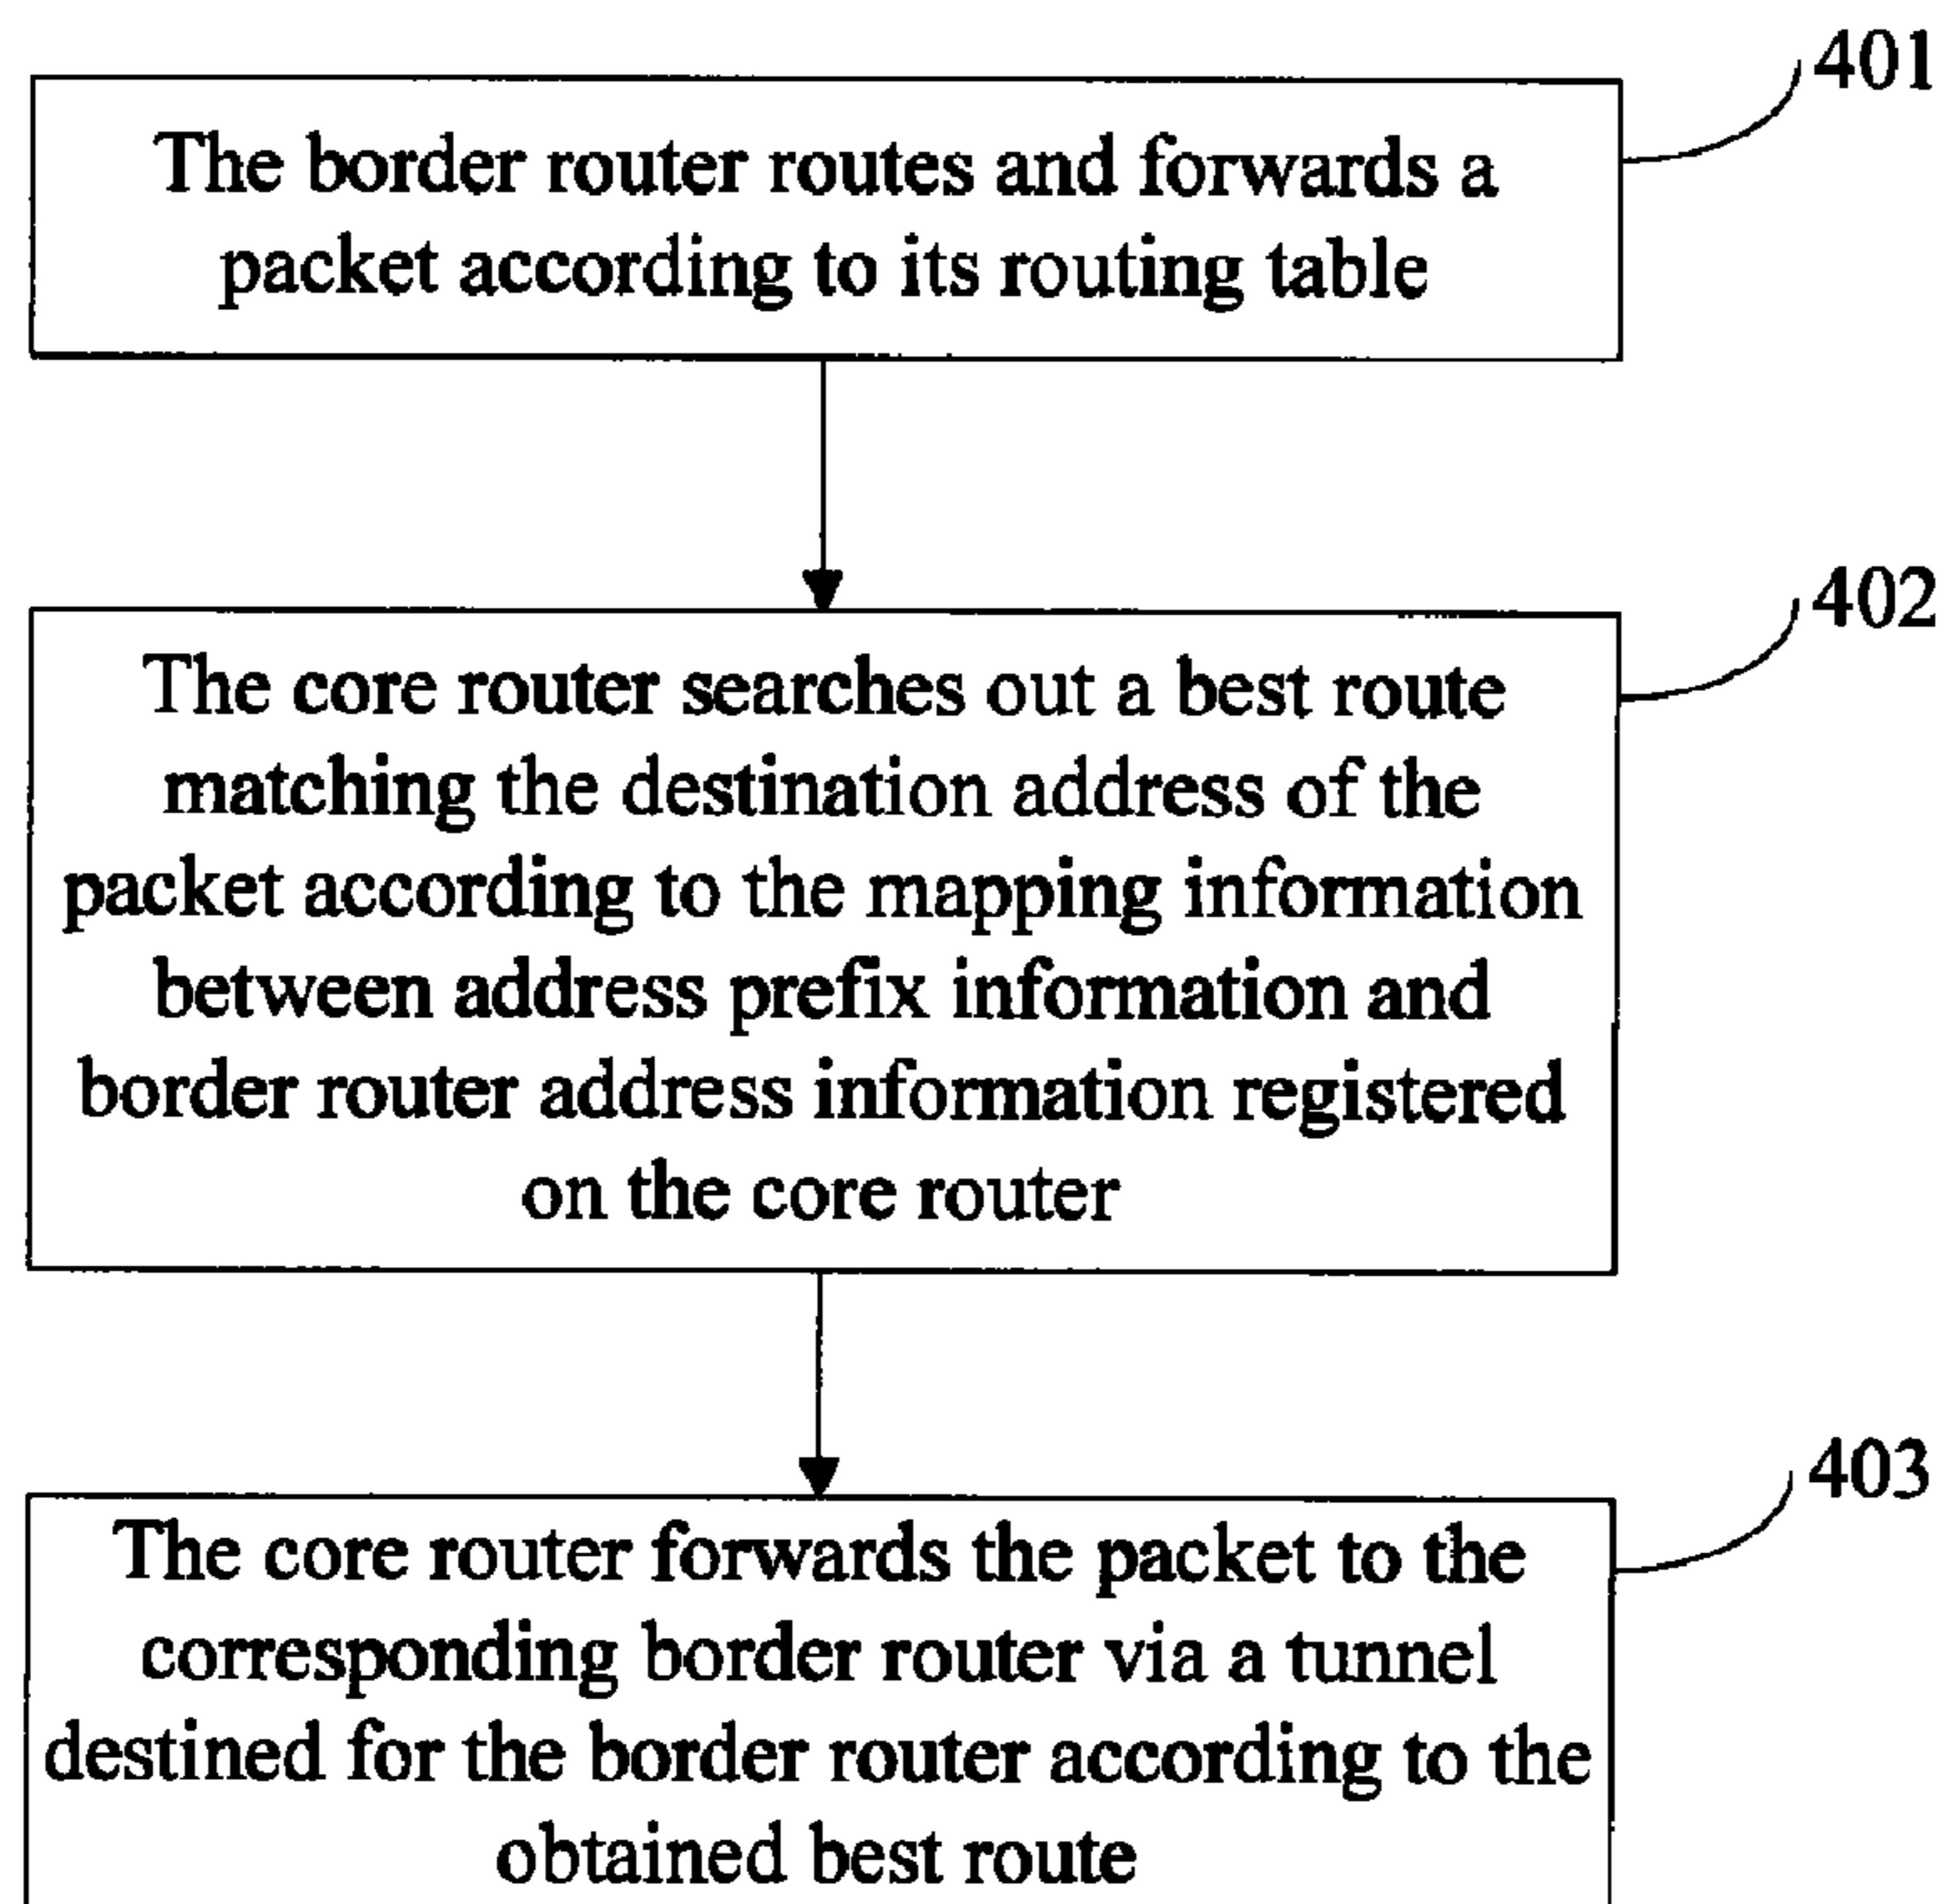 401
The border router routes and forwards a
packet according to its routing table
402
The core router searches out a best route
matching the destination address of the
packet according to the mapping information
between address prefix information and
border router address information registered
on the core router
403
The core router forwards the packet to the
corresponding border router via a tunnel
destined for the border router according to the
obtained best route